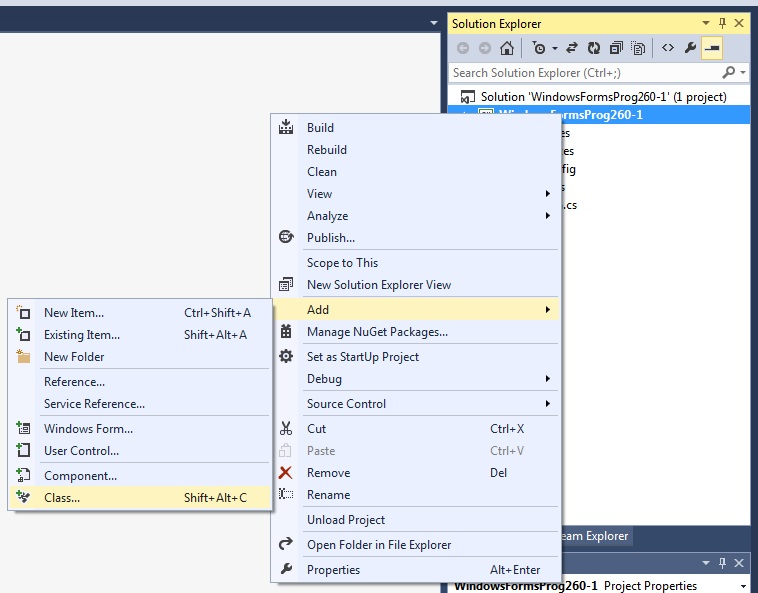 Solution Explorer
Search Solution Explorer (Ctrl+;)
Solution 'WindowsFormsProg260-1' (1 project)
WindowsFormsProg260-1
es
es
fig
s
.cs
Build
Rebuild
Clean
View
Analyze
Publish...
Scope to This
New Solution Explorer View
Add
Manage NuGet Packages...
Set as StartUp Project
Debug
Source Control
Cut Ctrl+X
Paste Ctrl+V
Remove Del
Rename
Unload Project
Open Folder in File Explorer
Properties Alt+Enter
New Item... Ctrl+Shift+A
Existing Item... Shift+Alt+A
New Folder
Reference...
Service Reference...
Windows Form...
User Control...
Component...
Class... Shift+Alt+C
eam Explorer
WindowsFormsProg260-1 Project Properties